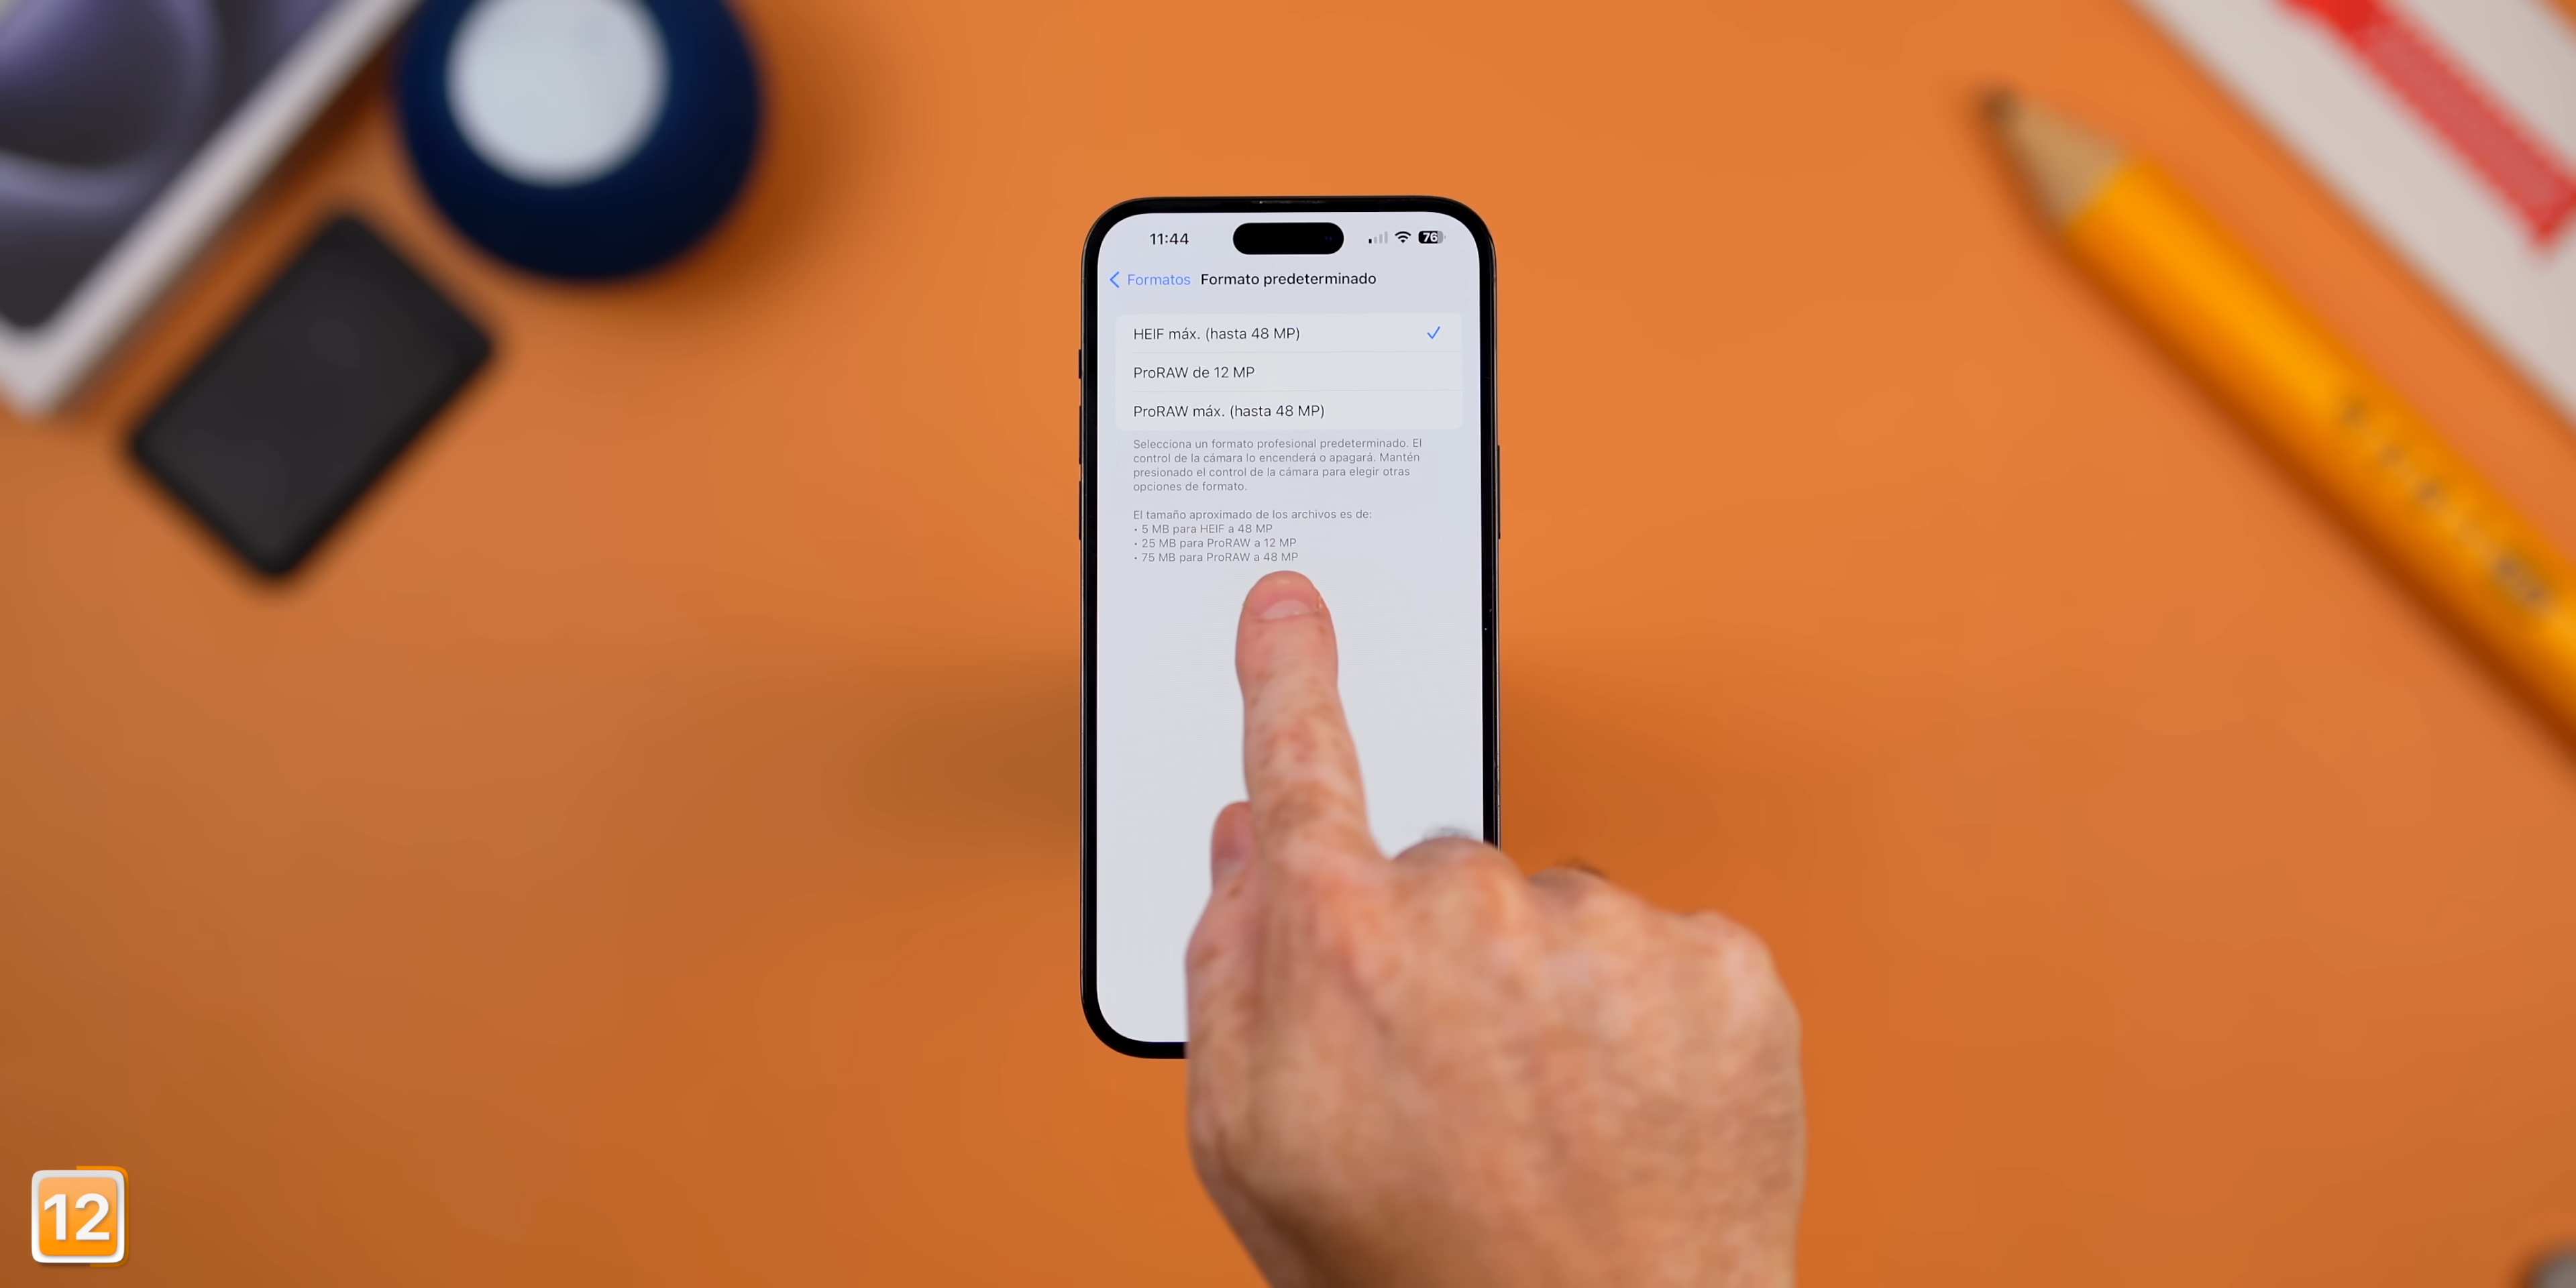 11:44
76
Formatos Formato predeterminado
HEIF máx. (hasta 48 MP)
ProRAW de 12 MP
ProRAW máx. (hasta 48 MP)
Selecciona un formato profesional predeterminado. El
control de la cámara lo encenderá o apagará. Mantén
presionado el control de la cámara para elegir otras
opciones de formato.
El tamaño aproximado de los archivos es de:
• 5 MB para HEIF a 48 MP
• 25 MB para ProRAW a 12 MP
• 75 MB para ProRAW a 48 MP
12